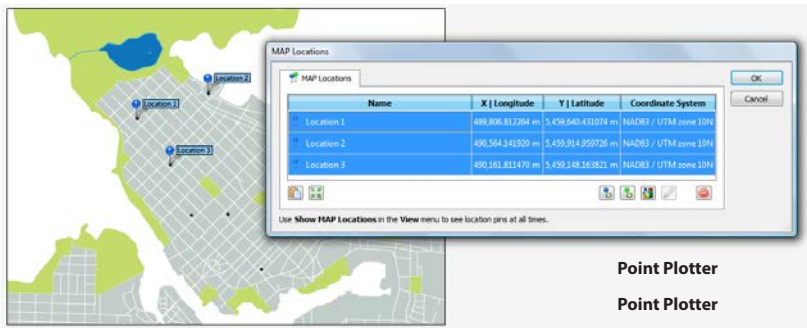 Location 2
Location 1
Location 3
MAP Locations
MAP Locations
OK
Cancel
Name X | Longitude Y | Latitude Coordinate System
Location 1 489,806.812264 m 5,459,640.431074 m NAD83 / UTM zone 10N
Location 2 490,564.141920 m 5,459,914.959726 m NAD83 / UTM zone 10N
Location 3 490,161.811470 m 5,459,148.163821 m NAD83 / UTM zone 10N
Use Show MAP Locations in the View menu to see location pins at all times.
Point Plotter
Point Plotter